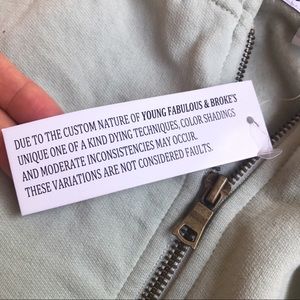 DUE TO THE CUSTOM NATURE OF YOUNG FABULOUS & BROKE'S
UNIQUE ONE OF A KIND DYING TECHNIQUES, COLOR SHADINGS
AND MODERATE INCONSISTENCIES MAY OCCUR.
THESE VARIATIONS ARE NOT CONSIDERED FAULTS.